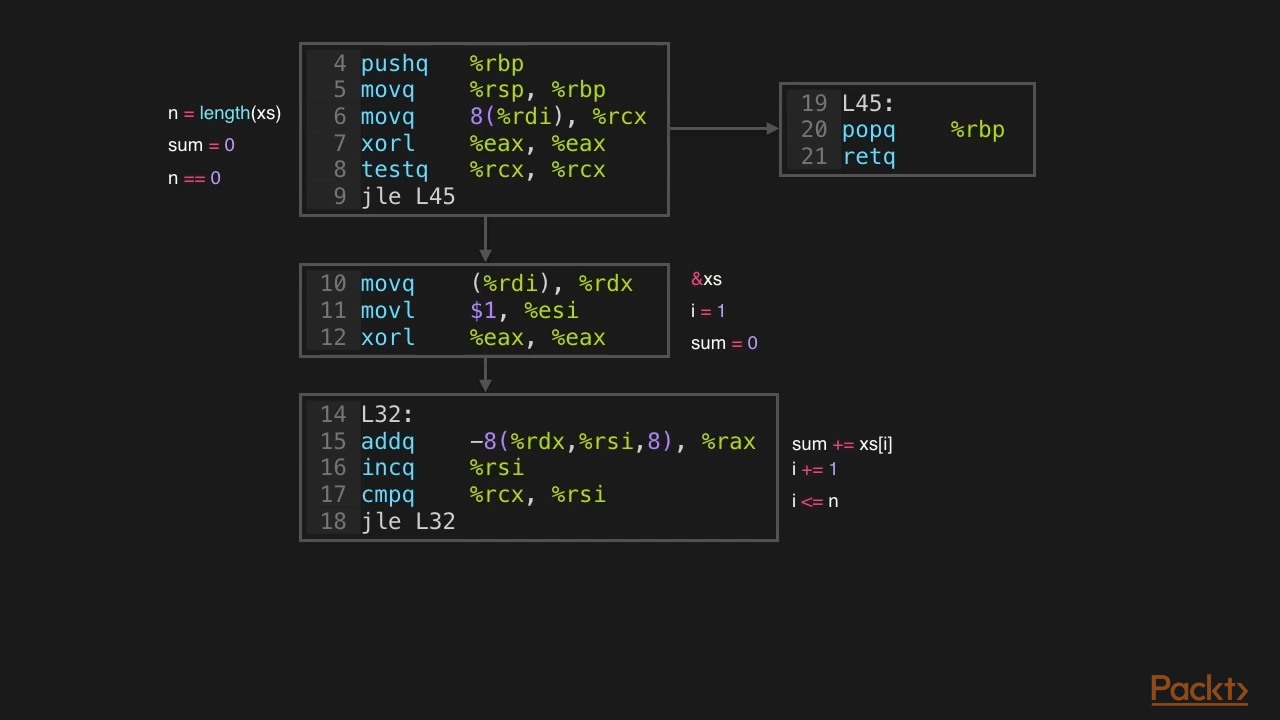 n = length(xs)
sum = 0
n == 0
4 pushq %rbp
5 movq %rsp, %rbp
6 movq 8(%rdi), %rcx
7 xorl %eax, %eax
8 testq %rcx, %rcx
9 jle L45
19 L45:
20 popq %rbp
21 retq
10 movq (%rdi), %rdx
11 movl $1, %esi
12 xorl %eax, %eax
&xs
i = 1
sum = 0
14 L32:
15 addq −8(%rdx,%rsi,8), %rax
16 incq %rsi
17 cmpq %rcx, %rsi
18 jle L32
sum += xs[i]
i += 1
i <= n
Packt>